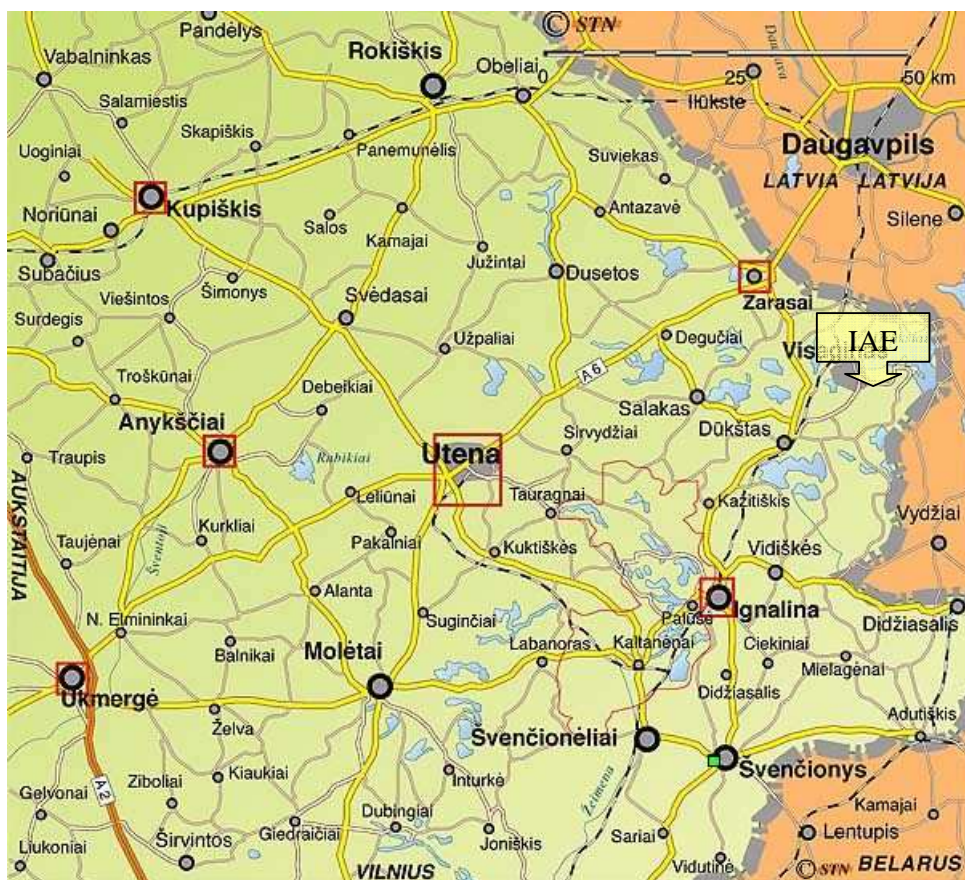 © STN
Pandėlys
Rokiškis
Vabalninkas
Obeliai
0 25 50 km
Ilūkste
Salamiestis
Skapiškis
Daugavpils
Panemunėlis
Uoginiai
Suviekas
LATVIA LATVIJA
Kupiškis
Antazavė
Noriūnai
Salos
Silene
Kamajai
Subačius
Južintai
Dusetos
Šimonys
Zarasai
Viešintos
Svėdasai
Surdegis
Užpaliai
Degučiai
IAE
Troškūnai
A6
Debeikiai
Salakas
Anykščiai
Dūkštas
Utena
Sirvydžiai
Traupis
Rubikiai
Leliūnai
Tauragnai
Kazitiškis
AUKSTATIJA
Vydžiai
Kurkliai
Pakalniai
Taujėnai
Šventoji
Kuktiškės
Vidiškės
Alanta
Ignalina
Palūšė
Suginčiai
Didžiasalis
N. Elmininkai
Labanoras
Kaltanėnai
Ciekiniai
Balnikai
Molėtai
Mielagėnai
Ukmergė
Didžiasalis
Želva
Adutiškis
Švenčionėliai
Švenčionys
A2
Ziboliai
Kiaukiai
Inturkė
Žeimena
Gelvonai
Kamajai
Dubingiai
Širvintos
Giedraičiai
Sariai
Lentupis
Joniškis
Liukoniai
VILNIUS
Vidutinė
© STN
BELARUS